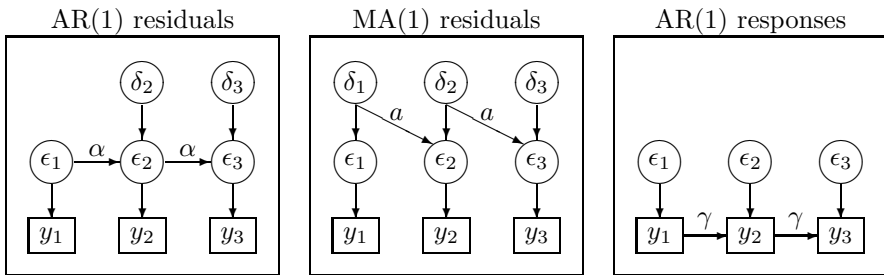 AR(1) residuals
δ2 δ3
ϵ1 α ϵ2 α ϵ3
y1 y2 y3
MA(1) residuals
δ1 a δ2 a δ3
ϵ1 ϵ2 ϵ3
y1 y2 y3
AR(1) responses
ϵ1 ϵ2 ϵ3
y1 γ y2 γ y3